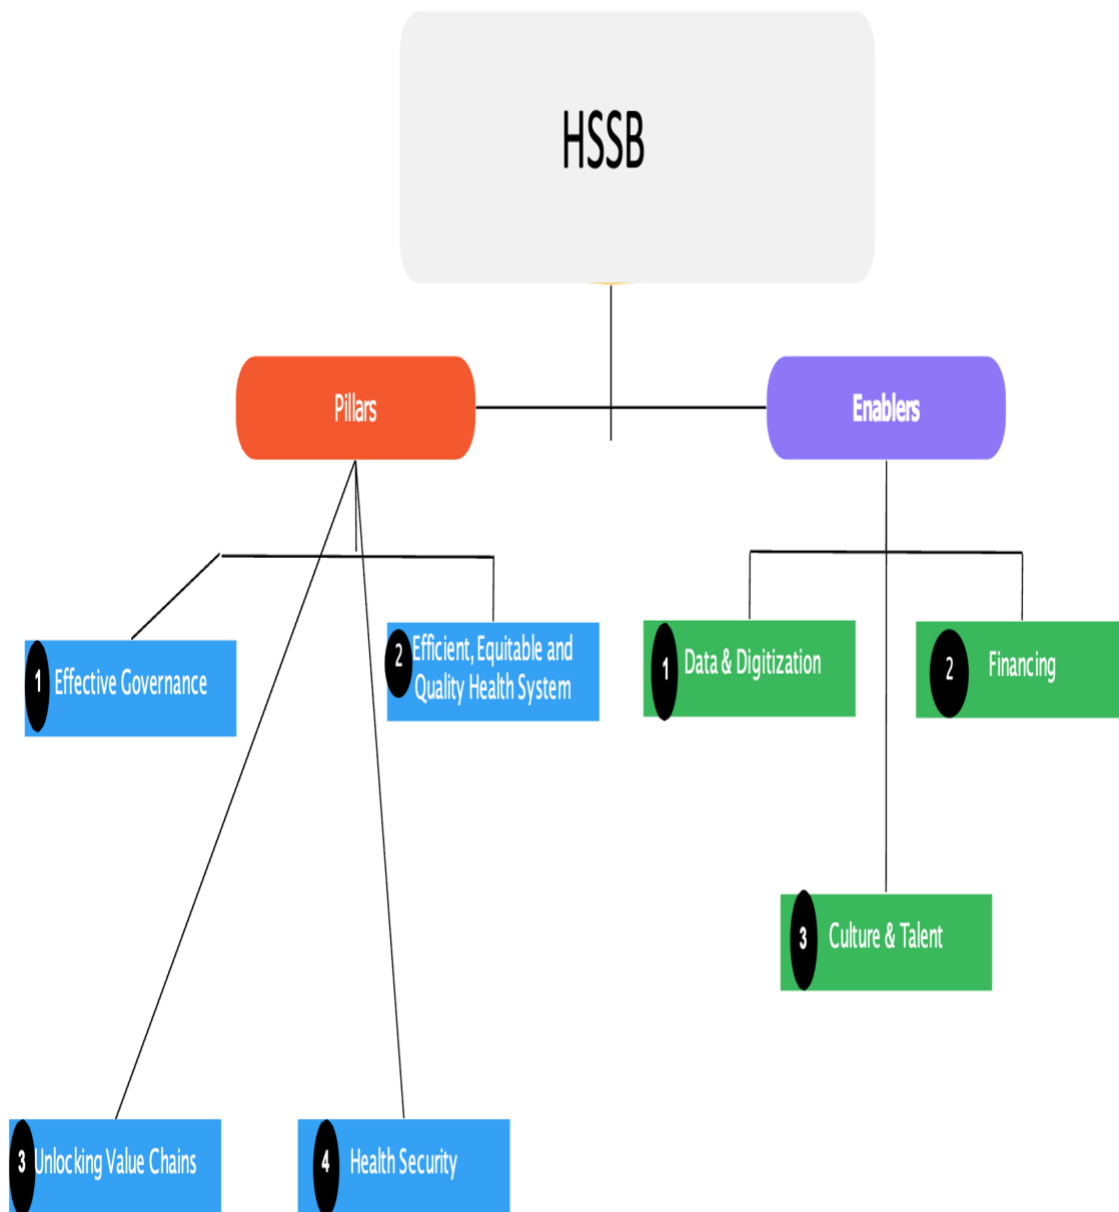 HSSB
Pillars
Enablers
1 Effective Governance
2 Efficient, Equitable and
Quality Health System
1 Data & Digitization
2 Financing
3 Culture & Talent
3 Unlocking Value Chains
4 Health Security